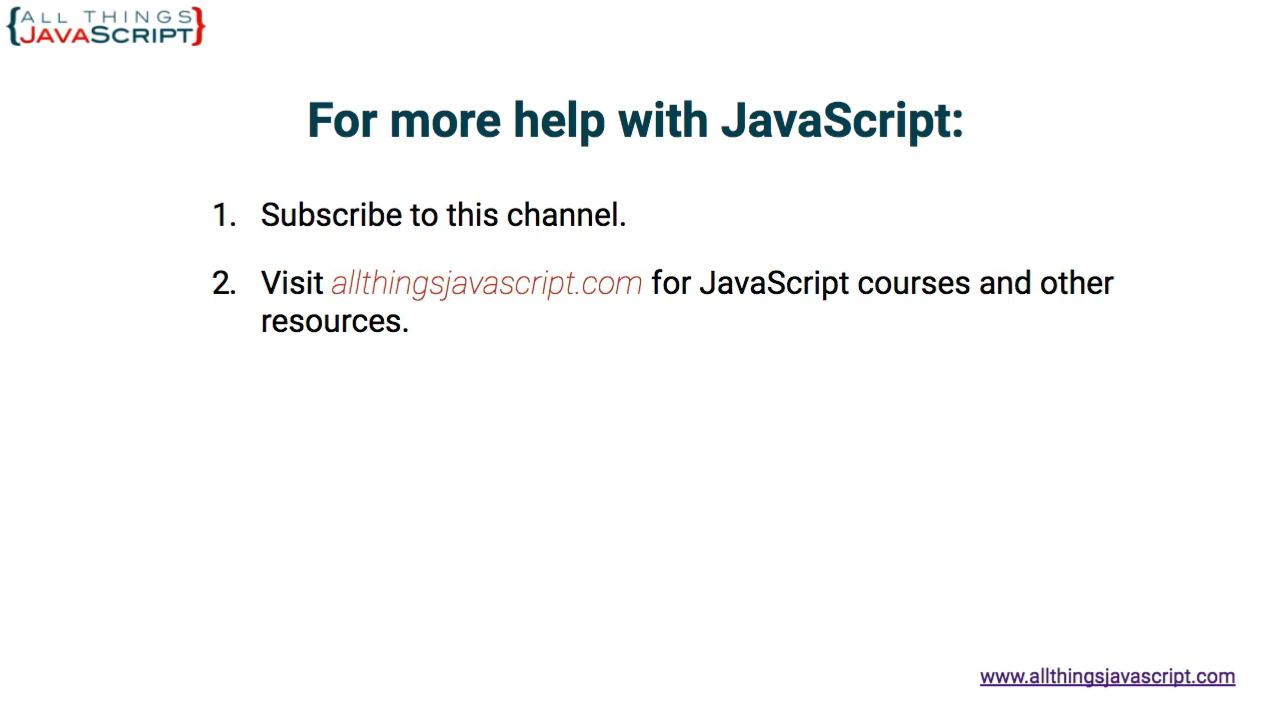 {ALL THINGS
JAVASCRIPT}
For more help with JavaScript:
1. Subscribe to this channel.
2. Visit allthingsjavascript.com for JavaScript courses and other
resources.
www.allthingsjavascript.com